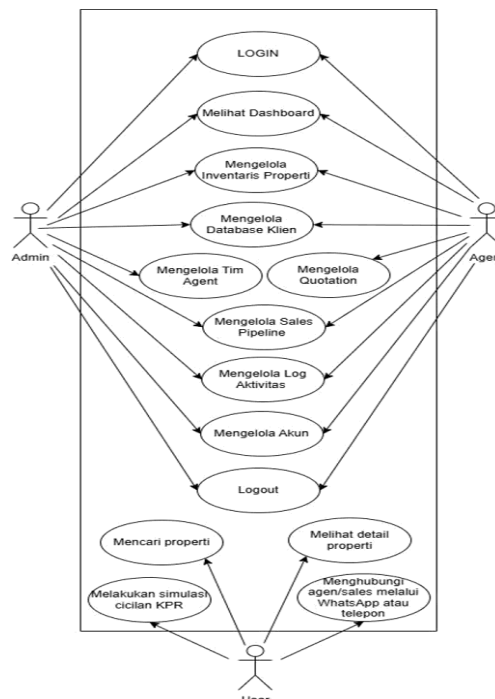 LOGIN
Melihat Dashboard
Mengelola
Inventaris Properti
Mengelola
Database Klien
Admin
Mengelola Tim
Agent
Mengelola
Quotation
Mengelola Sales
Pipeline
Mengelola Log
Aktivitas
Mengelola Akun
Logout
Mencari properti
Melihat detail
properti
Melakukan simulasi
cicilan KPR
Menghubungi
agen/sales melalui
WhatsApp atau
telepon